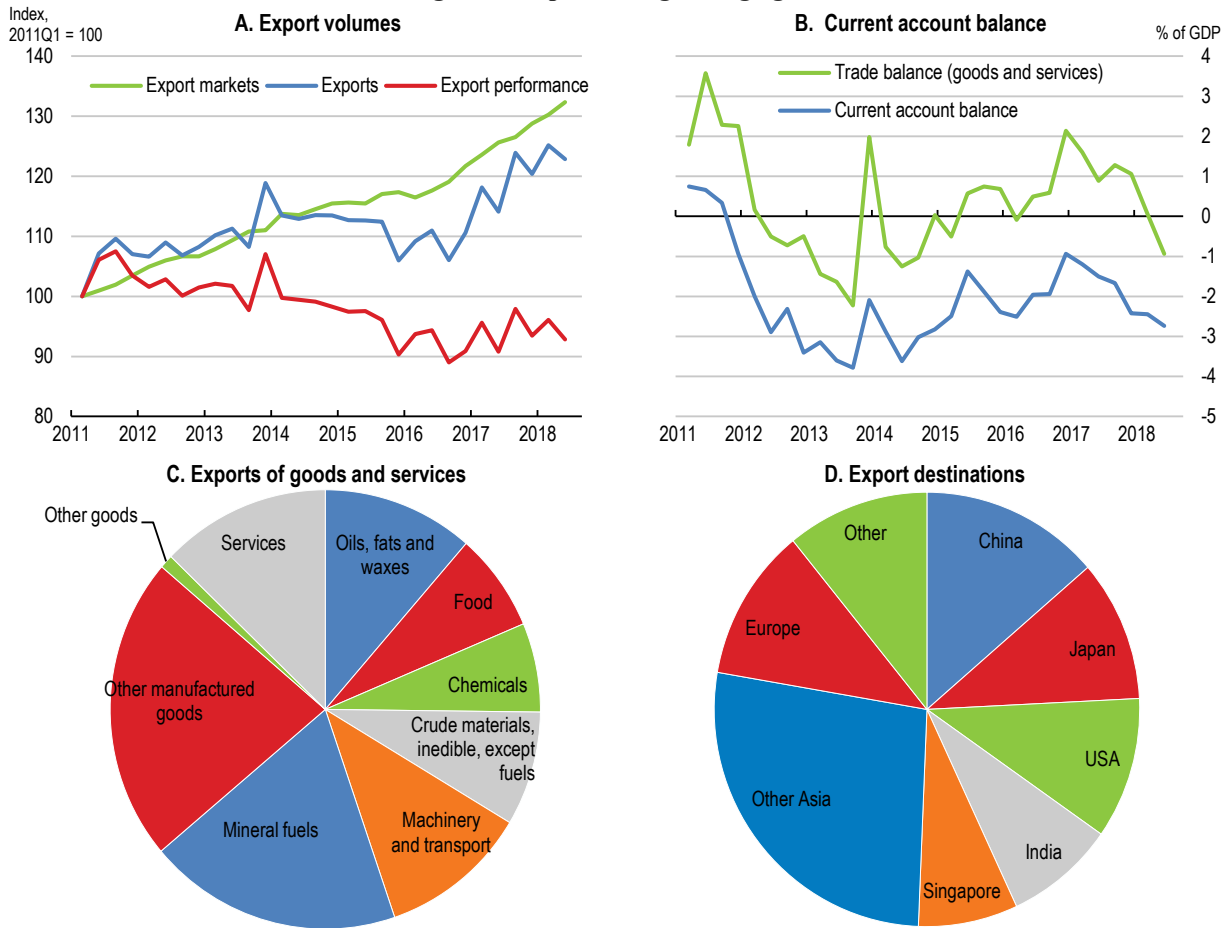 Index,
2011Q1 = 100
A. Export volumes
140
130
120
110
100
90
80
Export markets
Exports
Export performance
2011 2012 2013 2014 2015 2016 2017 2018
B. Current account balance
% of GDP
4
3
2
1
0
-1
-2
-3
-4
-5
Trade balance (goods and services)
Current account balance
2011 2012 2013 2014 2015 2016 2017 2018
C. Exports of goods and services
Other goods
Services
Oils, fats and
waxes
Food
Chemicals
Crude materials,
inedible, except
fuels
Machinery
and transport
Mineral fuels
Other manufactured
goods
D. Export destinations
Other
China
Japan
USA
India
Singapore
Other Asia
Europe